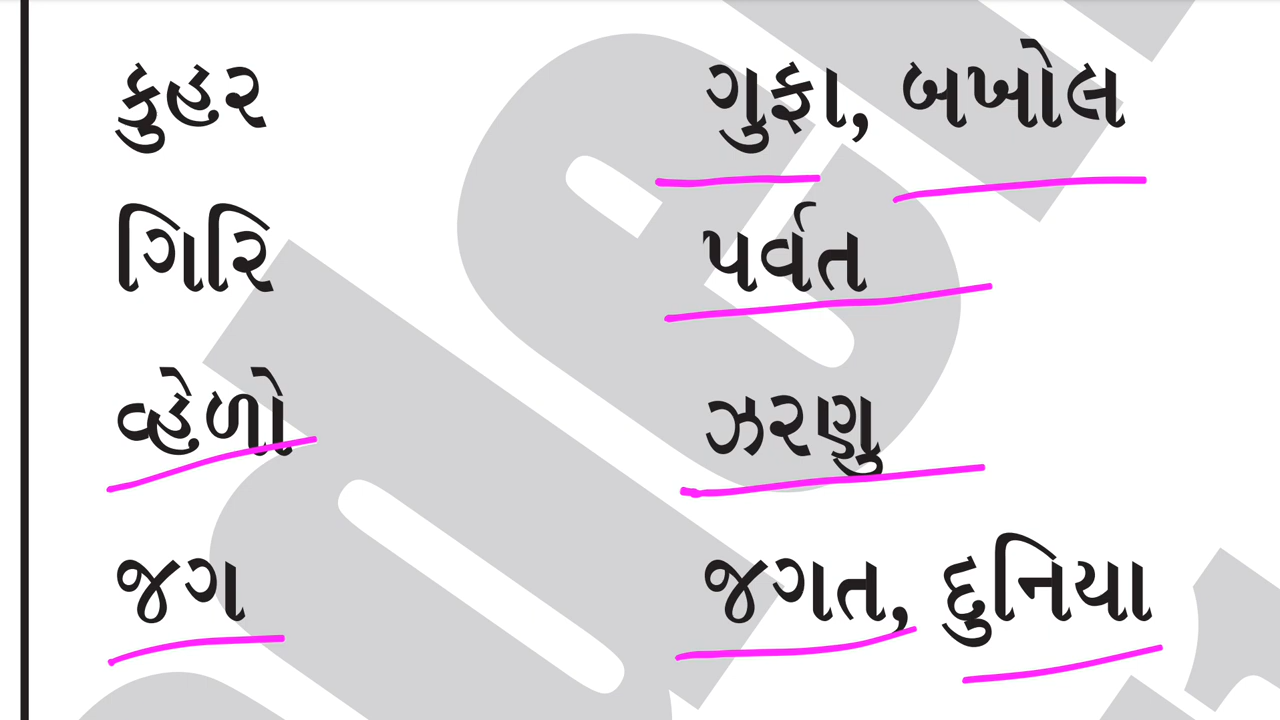 કુહર ગુફા, બખોલ
ગિરિ પર્વત
વ્હેળો ઝરણુ
જગ જગત, દુનિયા